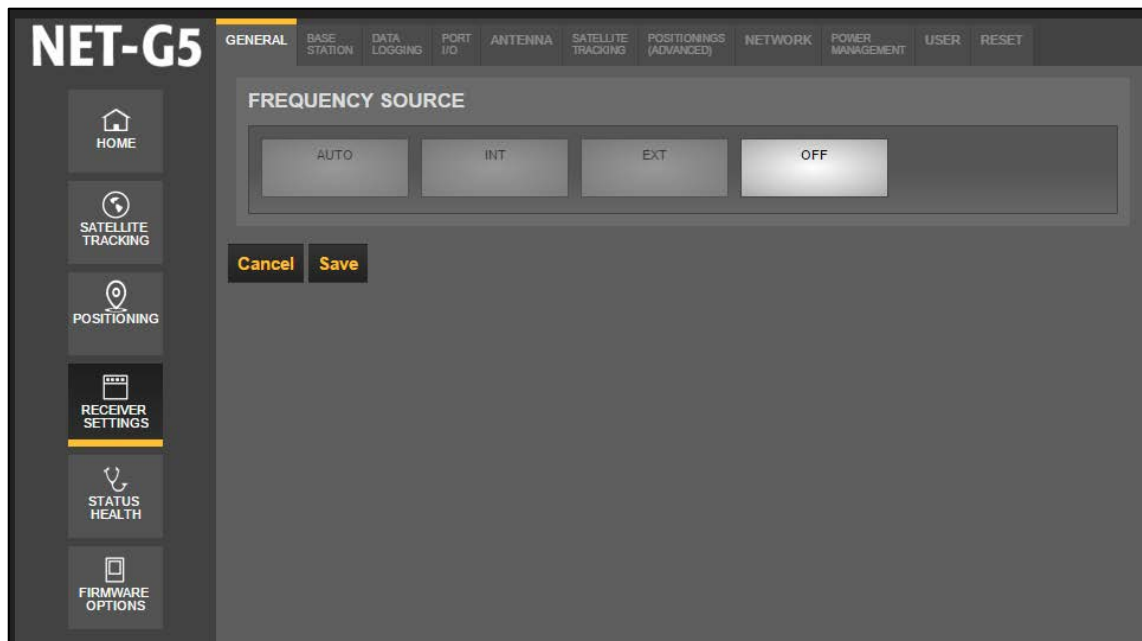 NET-G5
GENERAL
BASE
STATION
DATA
LOGGING
PORT
I/O
ANTENNA
SATELLITE
TRACKING
POSITIONINGS
(ADVANCED)
NETWORK
POWER
MANAGEMENT
USER
RESET
HOME
SATELLITE
TRACKING
POSITIONING
RECEIVER
SETTINGS
STATUS
HEALTH
FIRMWARE
OPTIONS
FREQUENCY SOURCE
AUTO
INT
EXT
OFF
Cancel
Save